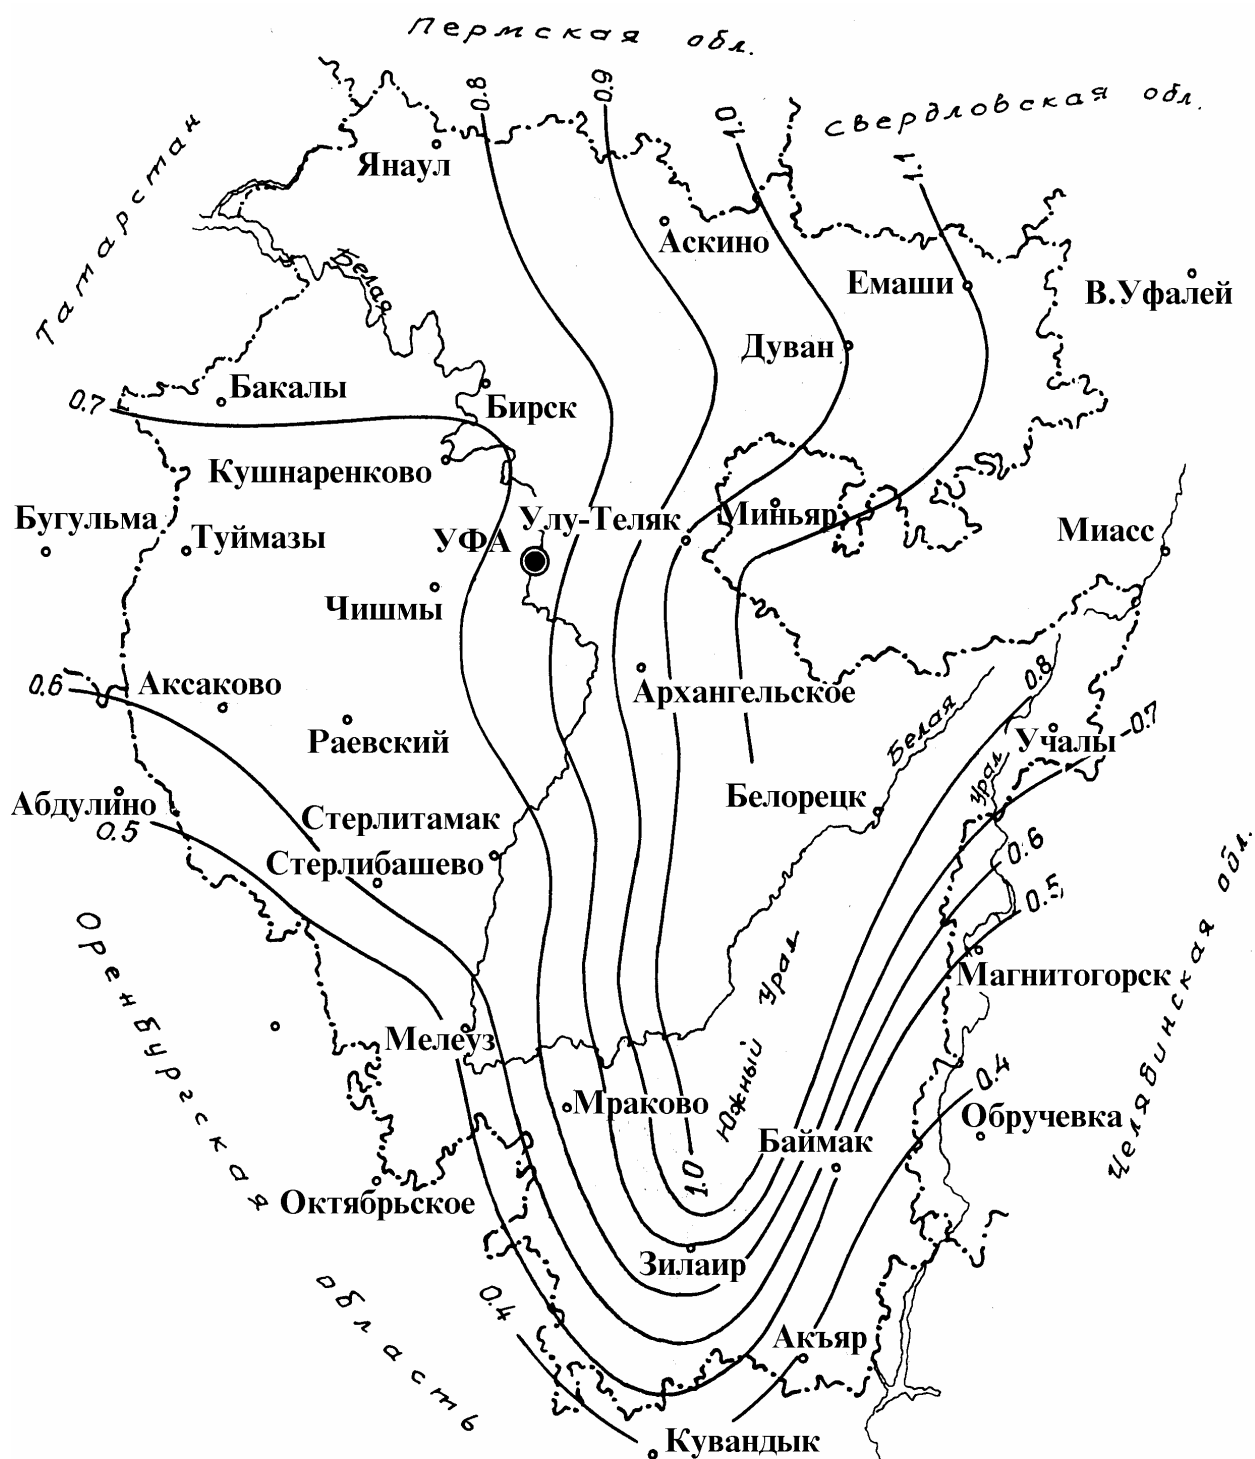 Пермская обл.
0.8
0.9
1.0
Свердловская обл.
1.1
Татарстан
Янаул
Аскино
Белая
Емаши
В.Уфалей
Дуван
Бакалы
0.7
Бирск
Кушнаренково
Бугульма
Туймазы
УФА
Улу-Теляк
Миньяр
Миасс
Чишмы
0.6
Аксаково
Архангельское
0.8
Раевский
Белая
Учалы
0.7
Абдулино
0.5
Белорецк
Урал
Стерлитамак
Стерлибашево
0.6
0.5
Челябинская обл.
Оренбургская
область
Южный Урал
Магнитогорск
Мелеуз
0.4
Мраково
Обручевка
Баймак
1.0
Октябрьское
Зилаир
0.4
Акъяр
Кувандык